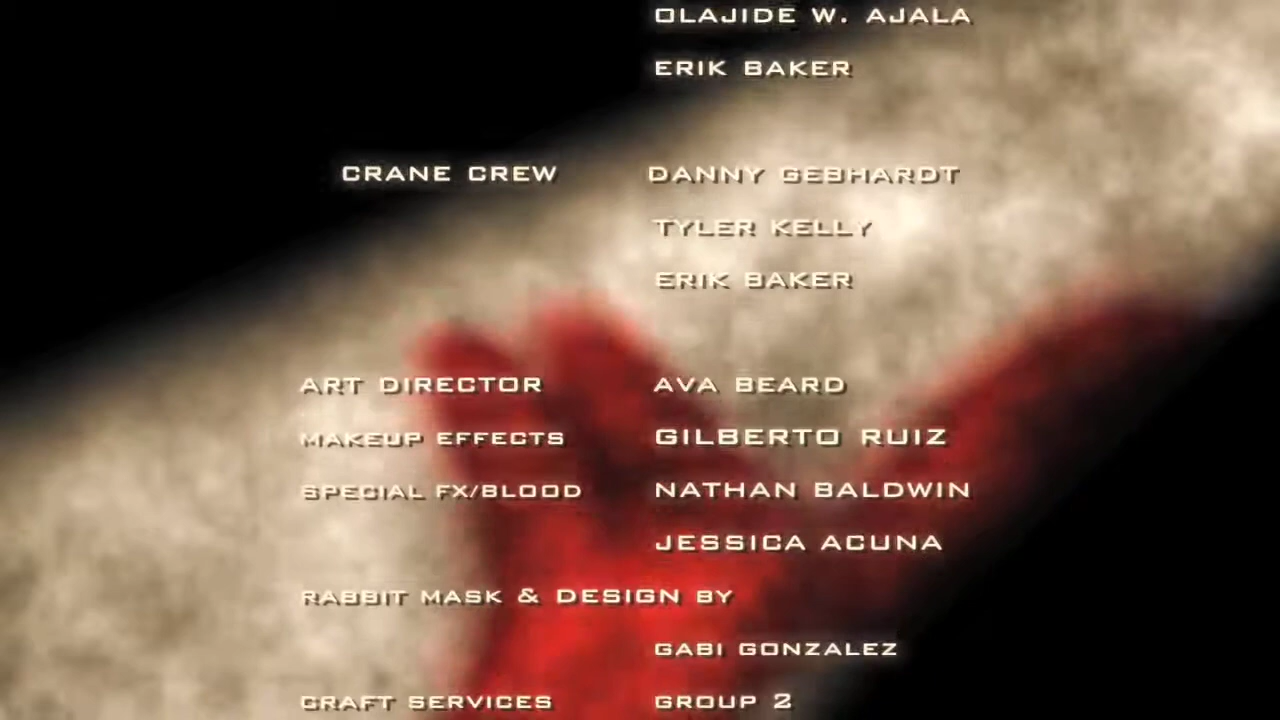 OLAJIDE W. AJALA
ERIK BAKER
CRANE CREW DANNY GEBHARDT
TYLER KELLY
ERIK BAKER
ART DIRECTOR AVA BEARD
MAKEUP EFFECTS GILBERTO RUIZ
SPECIAL FX/BLOOD NATHAN BALDWIN
JESSICA ACUNA
RABBIT MASK & DESIGN BY
GABI GONZALEZ
CRAFT SERVICES GROUP 2